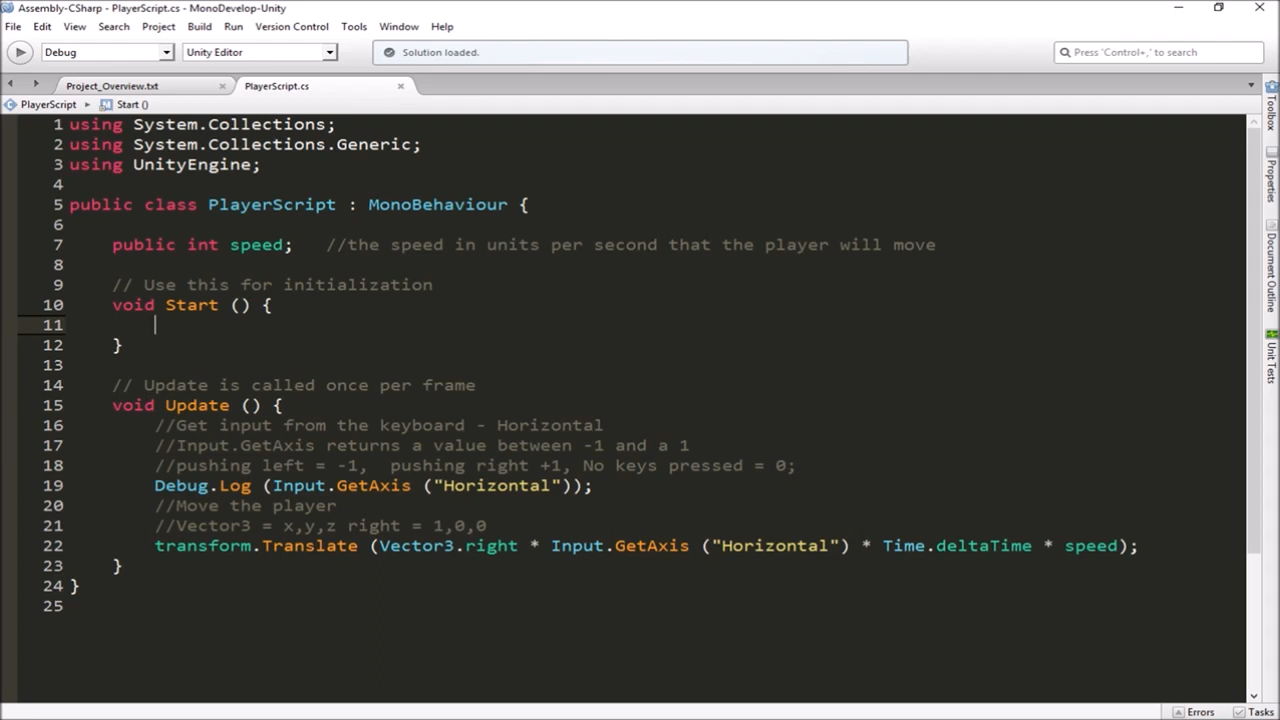 Assembly-CSharp - PlayerScript.cs - MonoDevelop-Unity
File Edit View Search Project Build Run Version Control Tools Window Help
Debug Unity Editor Solution loaded. Press 'Control+,' to search
Project_Overview.txt PlayerScript.cs
PlayerScript Start ()
1 using System.Collections;
2 using System.Collections.Generic;
3 using UnityEngine;
4
5 public class PlayerScript : MonoBehaviour {
6
7 public int speed; //the speed in units per second that the player will move
8
9 // Use this for initialization
10 void Start () {
11
12 }
13
14 // Update is called once per frame
15 void Update () {
16 //Get input from the keyboard - Horizontal
17 //Input.GetAxis returns a value between -1 and a 1
18 //pushing left = -1, pushing right +1, No keys pressed = 0;
19 Debug.Log (Input.GetAxis ("Horizontal"));
20 //Move the player
21 //Vector3 = x,y,z right = 1,0,0
22 transform.Translate (Vector3.right * Input.GetAxis ("Horizontal") * Time.deltaTime * speed);
23 }
24 }
25
Toolbox
Properties
Document Outline
Unit Tests
Errors Tasks